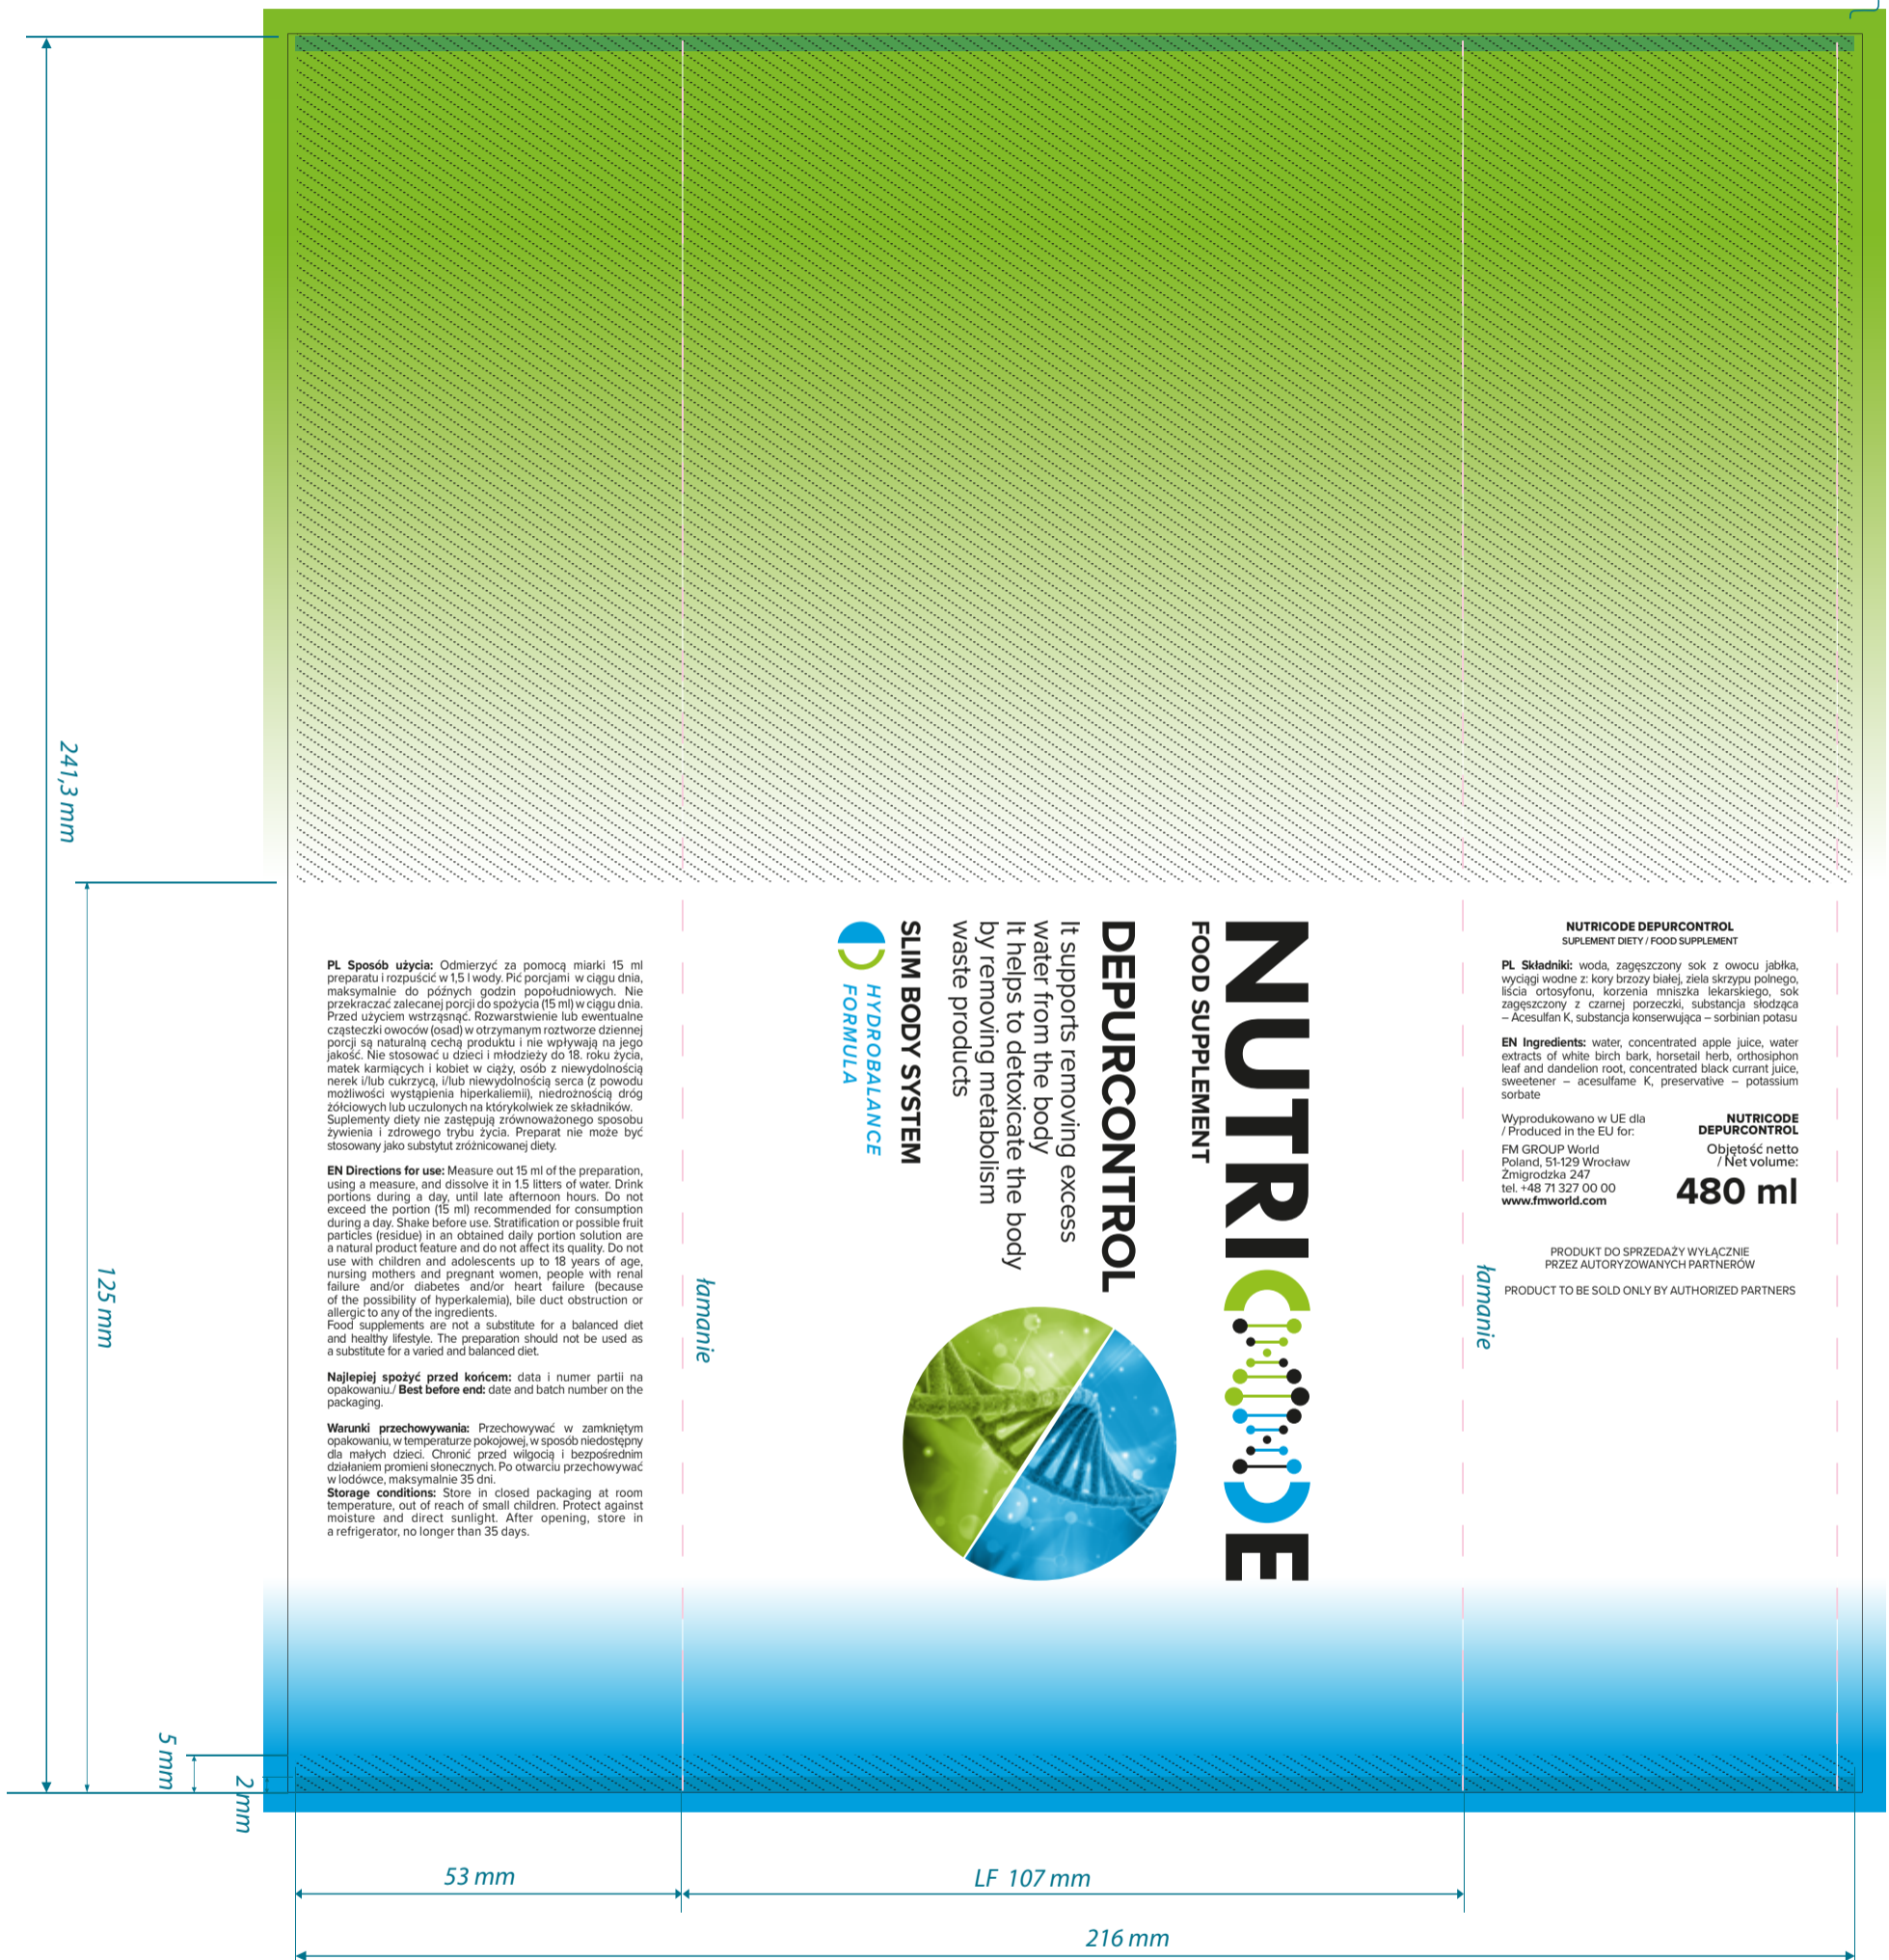 241,3 mm
125 mm
5 mm
2 mm
PL Sposób użycia: Odmierzyć za pomocą miarki 15 ml
preparatu i rozpuścić w 1,5 l wody. Pić porcjami w ciągu dnia,
maksymalnie do późnych godzin popołudniowych. Nie
przekraczać zalecanej porcji do spożycia (15 ml) w ciągu dnia.
Przed użyciem wstrząsnąć. Rozwarstwienie lub ewentualne
cząsteczki owoców (osad) w otrzymanym roztworze dziennej
porcji są naturalną cechą produktu i nie wpływają na jego
jakość. Nie stosować u dzieci i młodzieży do 18. roku życia,
matek karmiących i kobiet w ciąży, osób z niewydolnością
nerek i/lub cukrzycą, i/lub niewydolnością serca (z powodu
możliwości wystąpienia hiperkaliemii), niedrożnością dróg
żółciowych lub uczulonych na którykolwiek ze składników.
Suplementy diety nie zastępują zrównoważonego sposobu
żywienia i zdrowego trybu życia. Preparat nie może być
stosowany jako substytut zróżnicowanej diety.
EN Directions for use: Measure out 15 ml of the preparation,
using a measure, and dissolve it in 1.5 litters of water. Drink
portions during a day, until late afternoon hours. Do not
exceed the portion (15 ml) recommended for consumption
during a day. Shake before use. Stratification or possible fruit
particles (residue) in an obtained daily portion solution are
a natural product feature and do not affect its quality. Do not
use with children and adolescents up to 18 years of age,
nursing mothers and pregnant women, people with renal
failure and/or diabetes and/or heart failure (because
of the possibility of hyperkalemia), bile duct obstruction or
allergic to any of the ingredients.
Food supplements are not a substitute for a balanced diet
and healthy lifestyle. The preparation should not be used as
a substitute for a varied and balanced diet.
Najlepiej spożyć przed końcem: data i numer partii na
opakowaniu./ Best before end: date and batch number on the
packaging.
Warunki przechowywania: Przechowywać w zamkniętym
opakowaniu, w temperaturze pokojowej, w sposób niedostępny
dla małych dzieci. Chronić przed wilgocią i bezpośrednim
działaniem promieni słonecznych. Po otwarciu przechowywać
w lodówce, maksymalnie 35 dni.
Storage conditions: Store in closed packaging at room
temperature, out of reach of small children. Protect against
moisture and direct sunlight. After opening, store in
a refrigerator, no longer than 35 days.
łamanie
NUTRICODE
FOOD SUPPLEMENT
DEPURCONTROL
It supports removing excess
water from the body
It helps to detoxicate the body
by removing metabolism
waste products
SLIM BODY SYSTEM
HYDROBALANCE
FORMULA
łamanie
NUTRICODE DEPURCONTROL
SUPLEMENT DIETY / FOOD SUPPLEMENT
PL Składniki: woda, zagęszczony sok z owocu jabłka,
wyciągi wodne z: kory brzozy białej, ziela skrzypu polnego,
liścia ortosyfonu, korzenia mniszka lekarskiego, sok
zagęszczony z czarnej porzeczki, substancja słodząca
– Acesulfan K, substancja konserwująca – sorbinian potasu
EN Ingredients: water, concentrated apple juice, water
extracts of white birch bark, horsetail herb, orthosiphon
leaf and dandelion root, concentrated black currant juice,
sweetener – acesulfame K, preservative – potassium
sorbate
Wyprodukowano w UE dla
/ Produced in the EU for:
FM GROUP World
Poland, 51-129 Wrocław
Żmigrodzka 247
tel. +48 71 327 00 00
www.fmworld.com
NUTRICODE
DEPURCONTROL
Objętość netto
/ Net volume:
480 ml
PRODUKT DO SPRZEDAŻY WYŁĄCZNIE
PRZEZ AUTORYZOWANYCH PARTNERÓW
PRODUCT TO BE SOLD ONLY BY AUTHORIZED PARTNERS
53 mm
LF 107 mm
216 mm